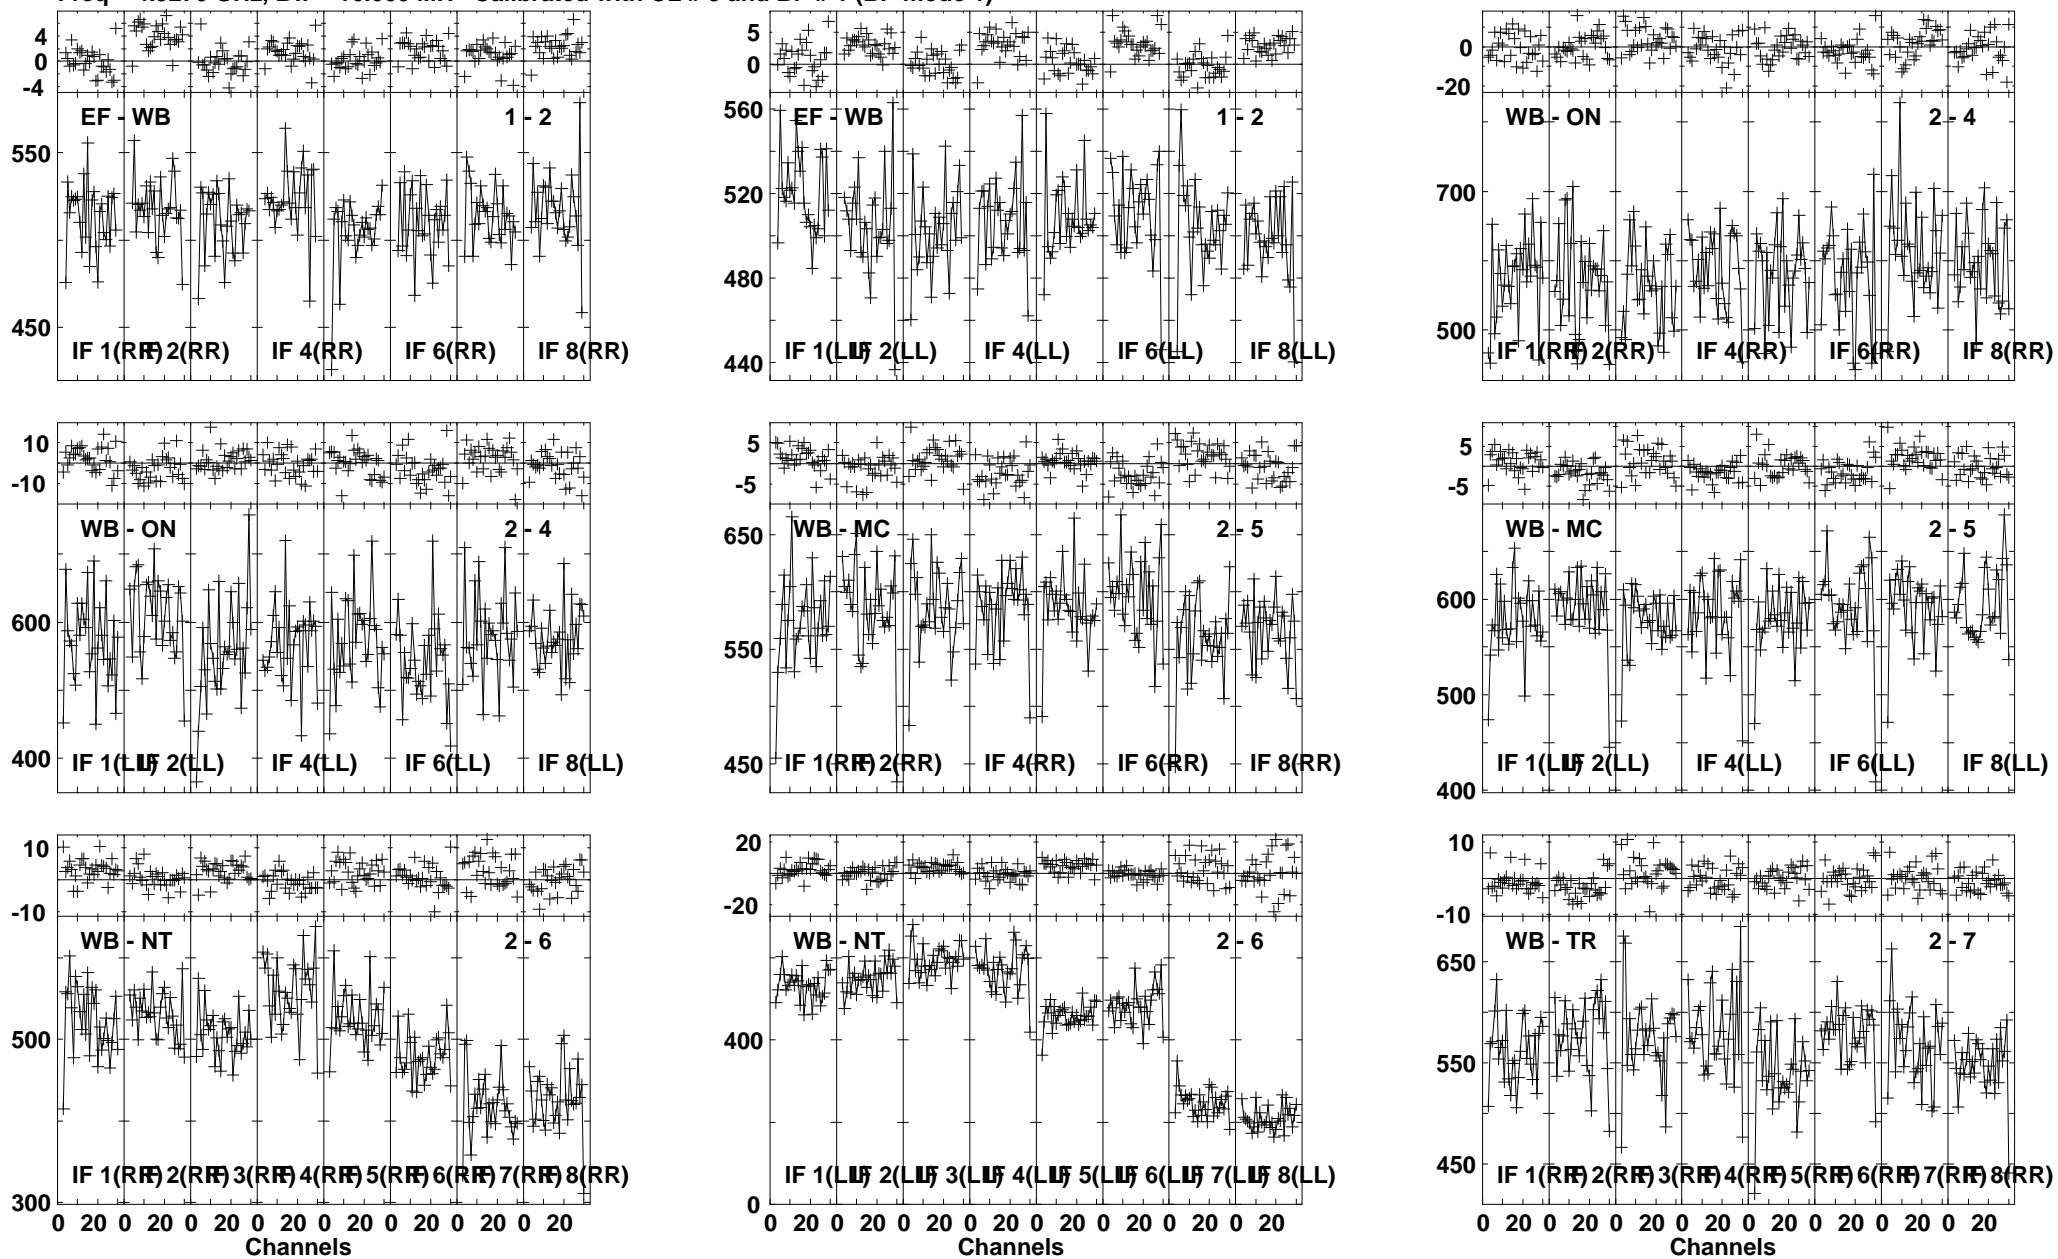 4
0
-4
EF - WB 1 - 2
550
450
IF 1(RR) IF 2(RR) IF 4(RR) IF 6(RR) IF 8(RR)
5
0
560
EF - WB 1 - 2
520
480
440
IF 1(LL) IF 2(LL) IF 4(LL) IF 6(LL) IF 8(LL)
0
-20
WB - ON 2 - 4
700
500
IF 1(RR) IF 2(RR) IF 4(RR) IF 6(RR) IF 8(RR)
10
-10
WB - ON 2 - 4
600
400
IF 1(LL) IF 2(LL) IF 4(LL) IF 6(LL) IF 8(LL)
5
-5
WB - MC 2 - 5
650
550
450
IF 1(RR) IF 2(RR) IF 4(RR) IF 6(RR) IF 8(RR)
5
-5
WB - MC 2 - 5
600
500
400
IF 1(LL) IF 2(LL) IF 4(LL) IF 6(LL) IF 8(LL)
10
-10
WB - NT 2 - 6
500
300
IF 1(RR) IF 2(RR) IF 3(RR) IF 4(RR) IF 5(RR) IF 6(RR) IF 7(RR) IF 8(RR)
0 20 0 20 0 20 0 20 0 20 0 20 0 20 0 20
Channels
20
-20
WB - NT 2 - 6
400
0
IF 1(LL) IF 2(LL) IF 3(LL) IF 4(LL) IF 5(LL) IF 6(LL) IF 7(LL) IF 8(LL)
0 20 0 20 0 20 0 20 0 20 0 20 0 20 0 20
Channels
10
-10
WB - TR 2 - 7
650
550
450
IF 1(RR) IF 2(RR) IF 3(RR) IF 4(RR) IF 5(RR) IF 6(RR) IF 7(RR) IF 8(RR)
0 20 0 20 0 20 0 20 0 20 0 20 0 20 0 20
Channels